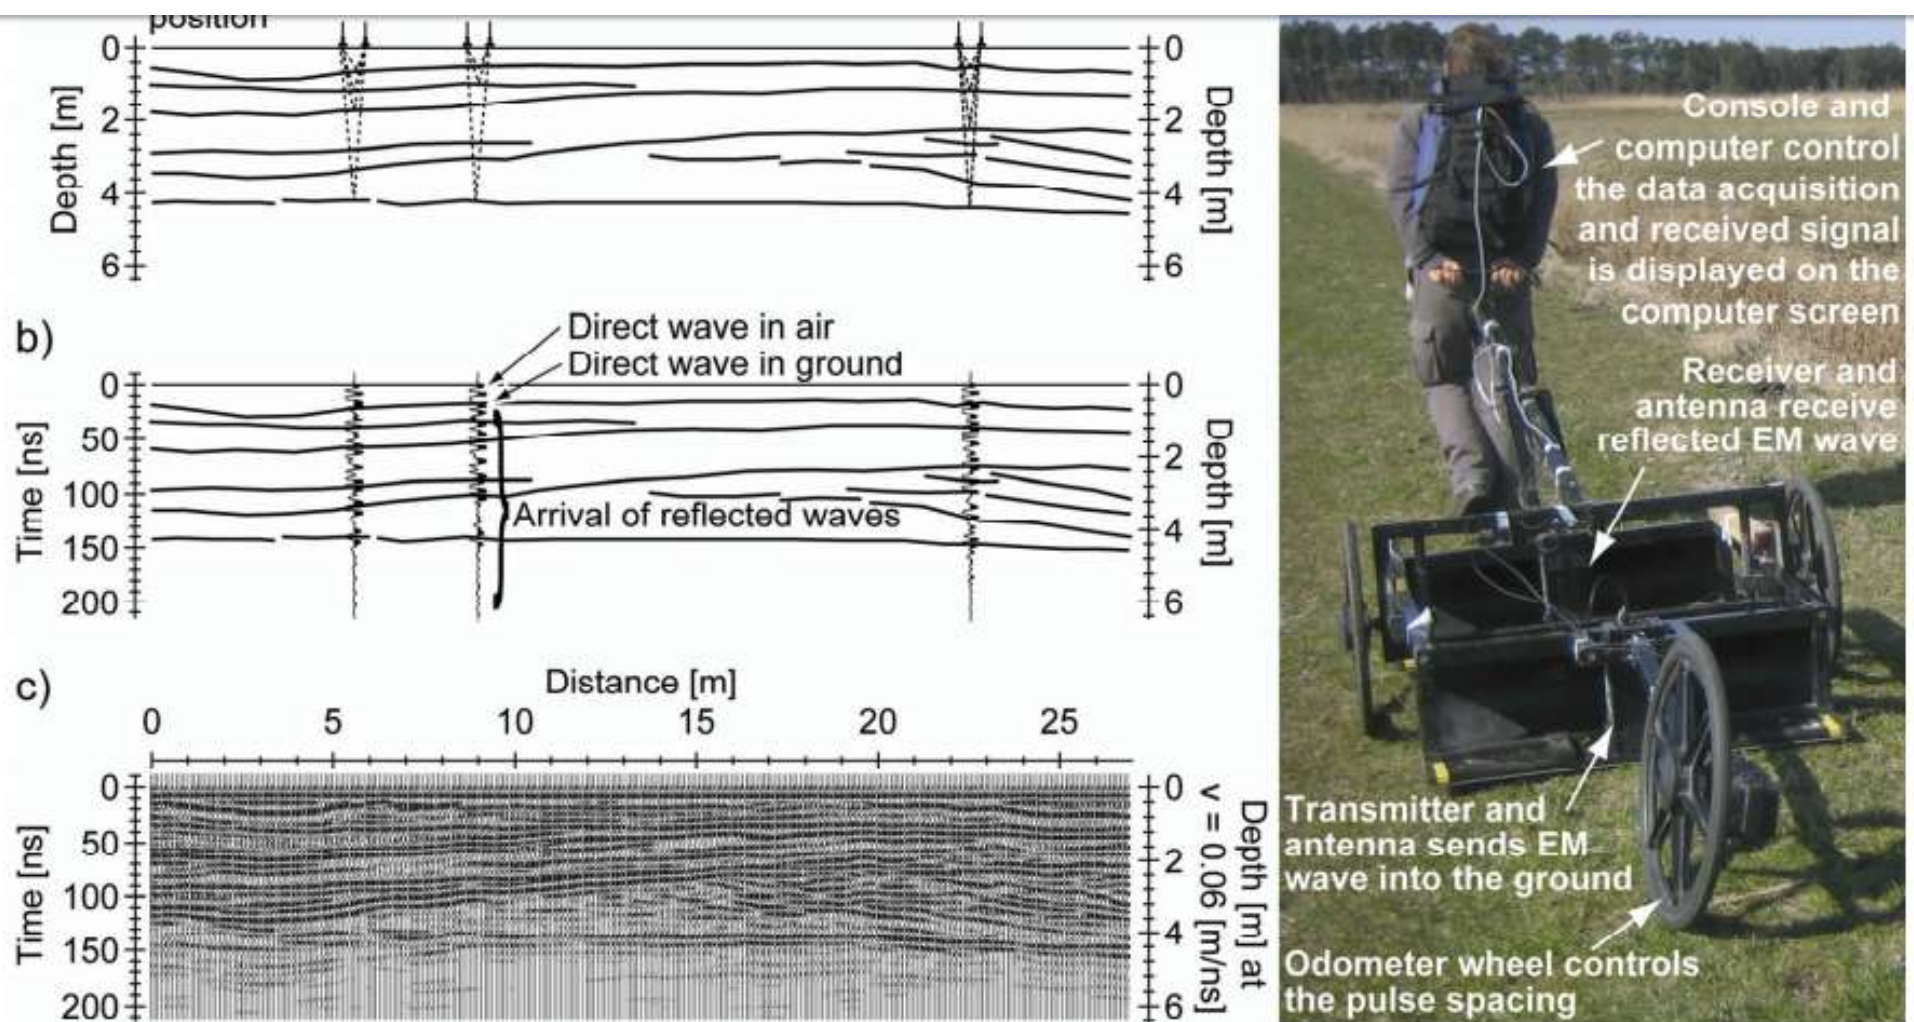 position
0
2
4
6
Depth [m]
0
2
4
6
Depth [m]
b)
Direct wave in air
Direct wave in ground
Arrival of reflected waves
0
50
100
150
200
Time [ns]
0
2
4
6
Depth [m]
c)
Distance [m]
0 5 10 15 20 25
0
50
100
150
200
Time [ns]
0
2
4
6
Depth [m] at
v = 0.06 [m/ns]
Console and
computer control
the data acquisition
and received signal
is displayed on the
computer screen
Receiver and
antenna receive
reflected EM wave
Transmitter and
antenna sends EM
wave into the ground
Odometer wheel controls
the pulse spacing